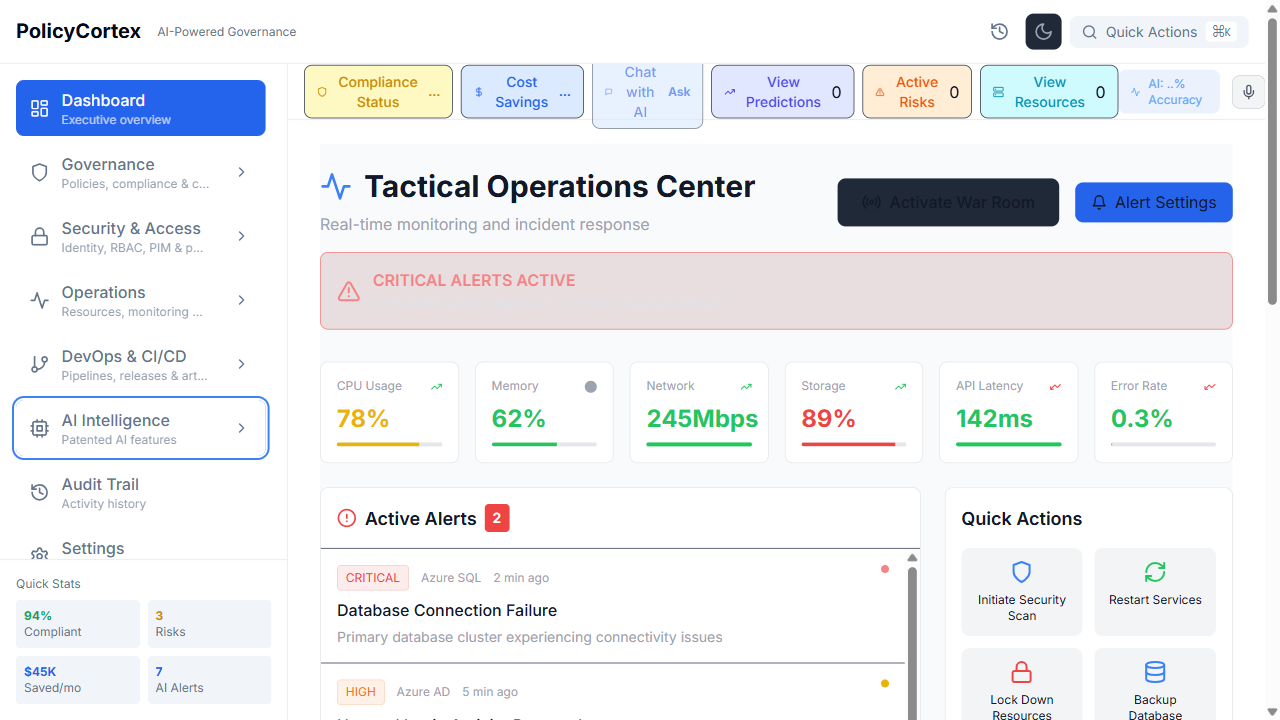 PolicyCortex
AI-Powered Governance
Quick Actions
⌘K
Dashboard
Executive overview
Governance
Policies, compliance & c...
Security & Access
Identity, RBAC, PIM & p...
Operations
Resources, monitoring ...
DevOps & CI/CD
Pipelines, releases & art...
AI Intelligence
Patented AI features
Audit Trail
Activity history
Settings
Quick Stats
94%
Compliant
3
Risks
$45K
Saved/mo
7
AI Alerts
Compliance
Status
...
Cost
Savings
...
Chat
with
AI
Ask
View
Predictions
0
Active
Risks
0
View
Resources
0
AI: ..%
Accuracy
Tactical Operations Center
Real-time monitoring and incident response
Activate War Room
Alert Settings
CRITICAL ALERTS ACTIVE
CPU Usage
78%
Memory
62%
Network
245Mbps
Storage
89%
API Latency
142ms
Error Rate
0.3%
Active Alerts
2
CRITICAL
Azure SQL
2 min ago
Database Connection Failure
Primary database cluster experiencing connectivity issues
HIGH
Azure AD
5 min ago
Quick Actions
Initiate Security
Scan
Restart Services
Lock Down
Resources
Backup
Database